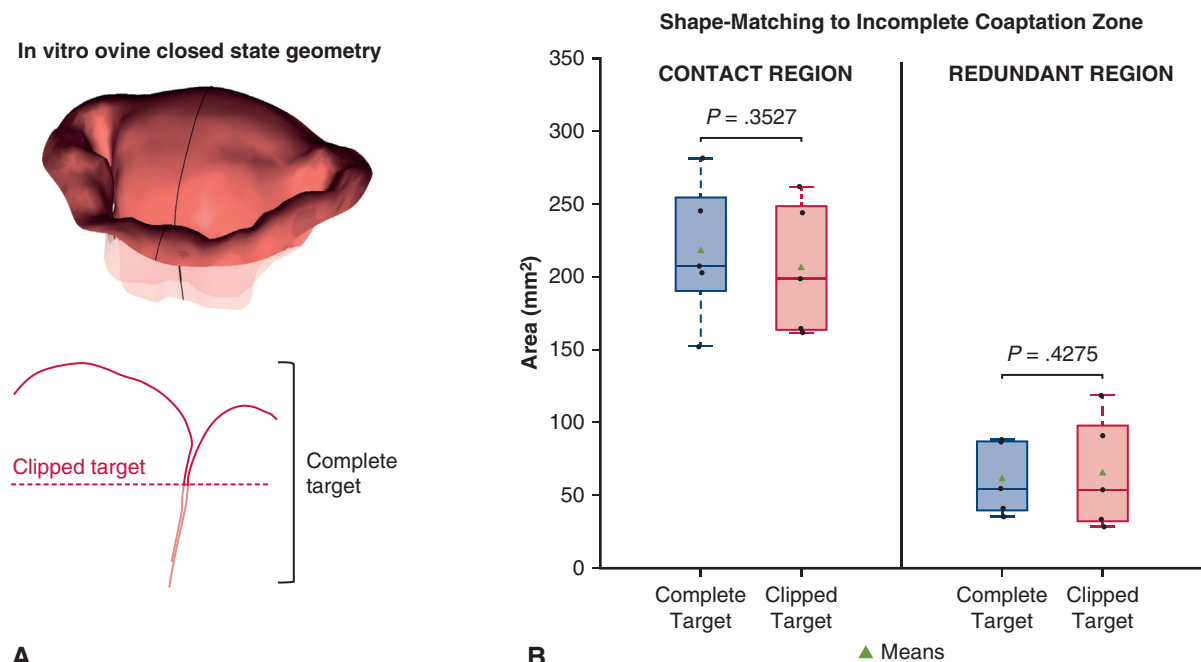 In vitro ovine closed state geometry
Clipped target
Complete
target
A
Shape-Matching to Incomplete Coaptation Zone
CONTACT REGION
REDUNDANT REGION
P = .3527
P = .4275
Area (mm²)
350
300
250
200
150
100
50
0
Complete
Target
Clipped
Target
Complete
Target
Clipped
Target
B
Means